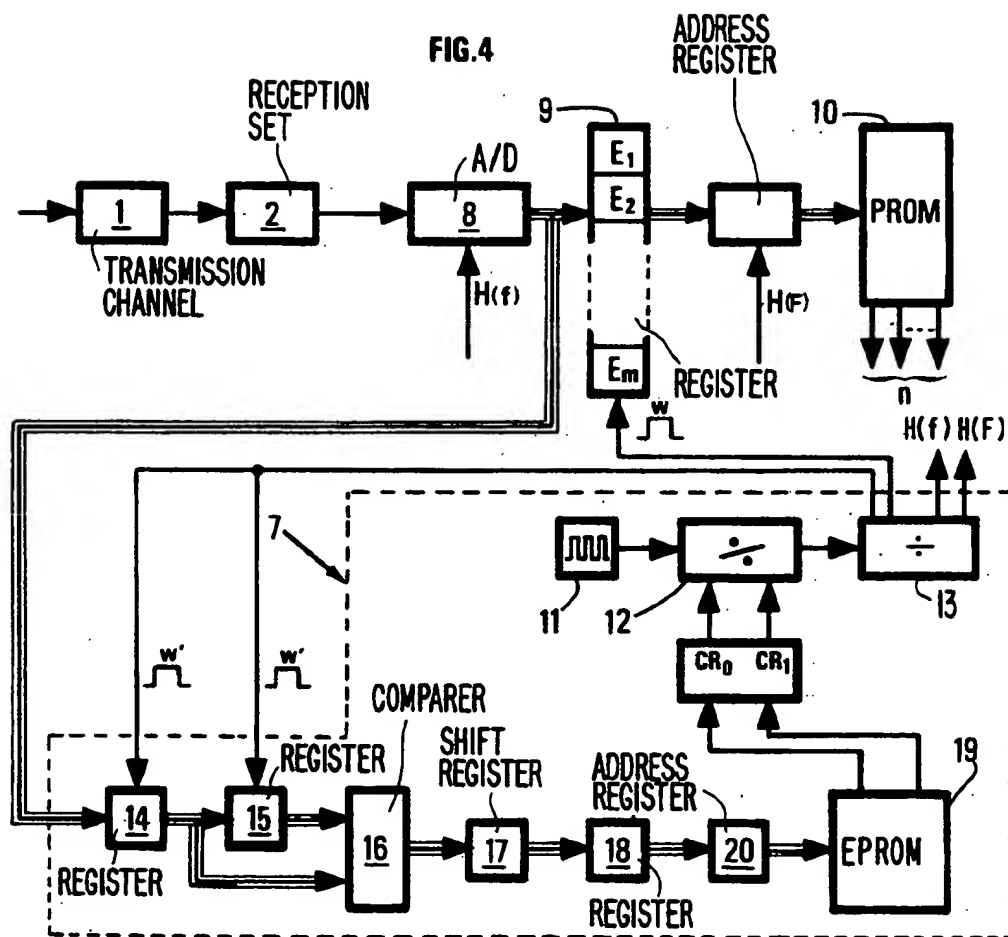 FIG.4
ADDRESS
REGISTER
RECEPTION
SET
9
10
A/D
E1
E2
1
2
8
PROM
TRANSMISSION
CHANNEL
H(f)
H(F)
Em
REGISTER
n
w
H(f) H(F)
7
÷
÷
11
12
13
w'
w'
CR0 CR1
COMPARER
SHIFT
REGISTER
REGISTER
ADDRESS
REGISTER
19
14
15
16
17
18
20
EPROM
REGISTER
REGISTER